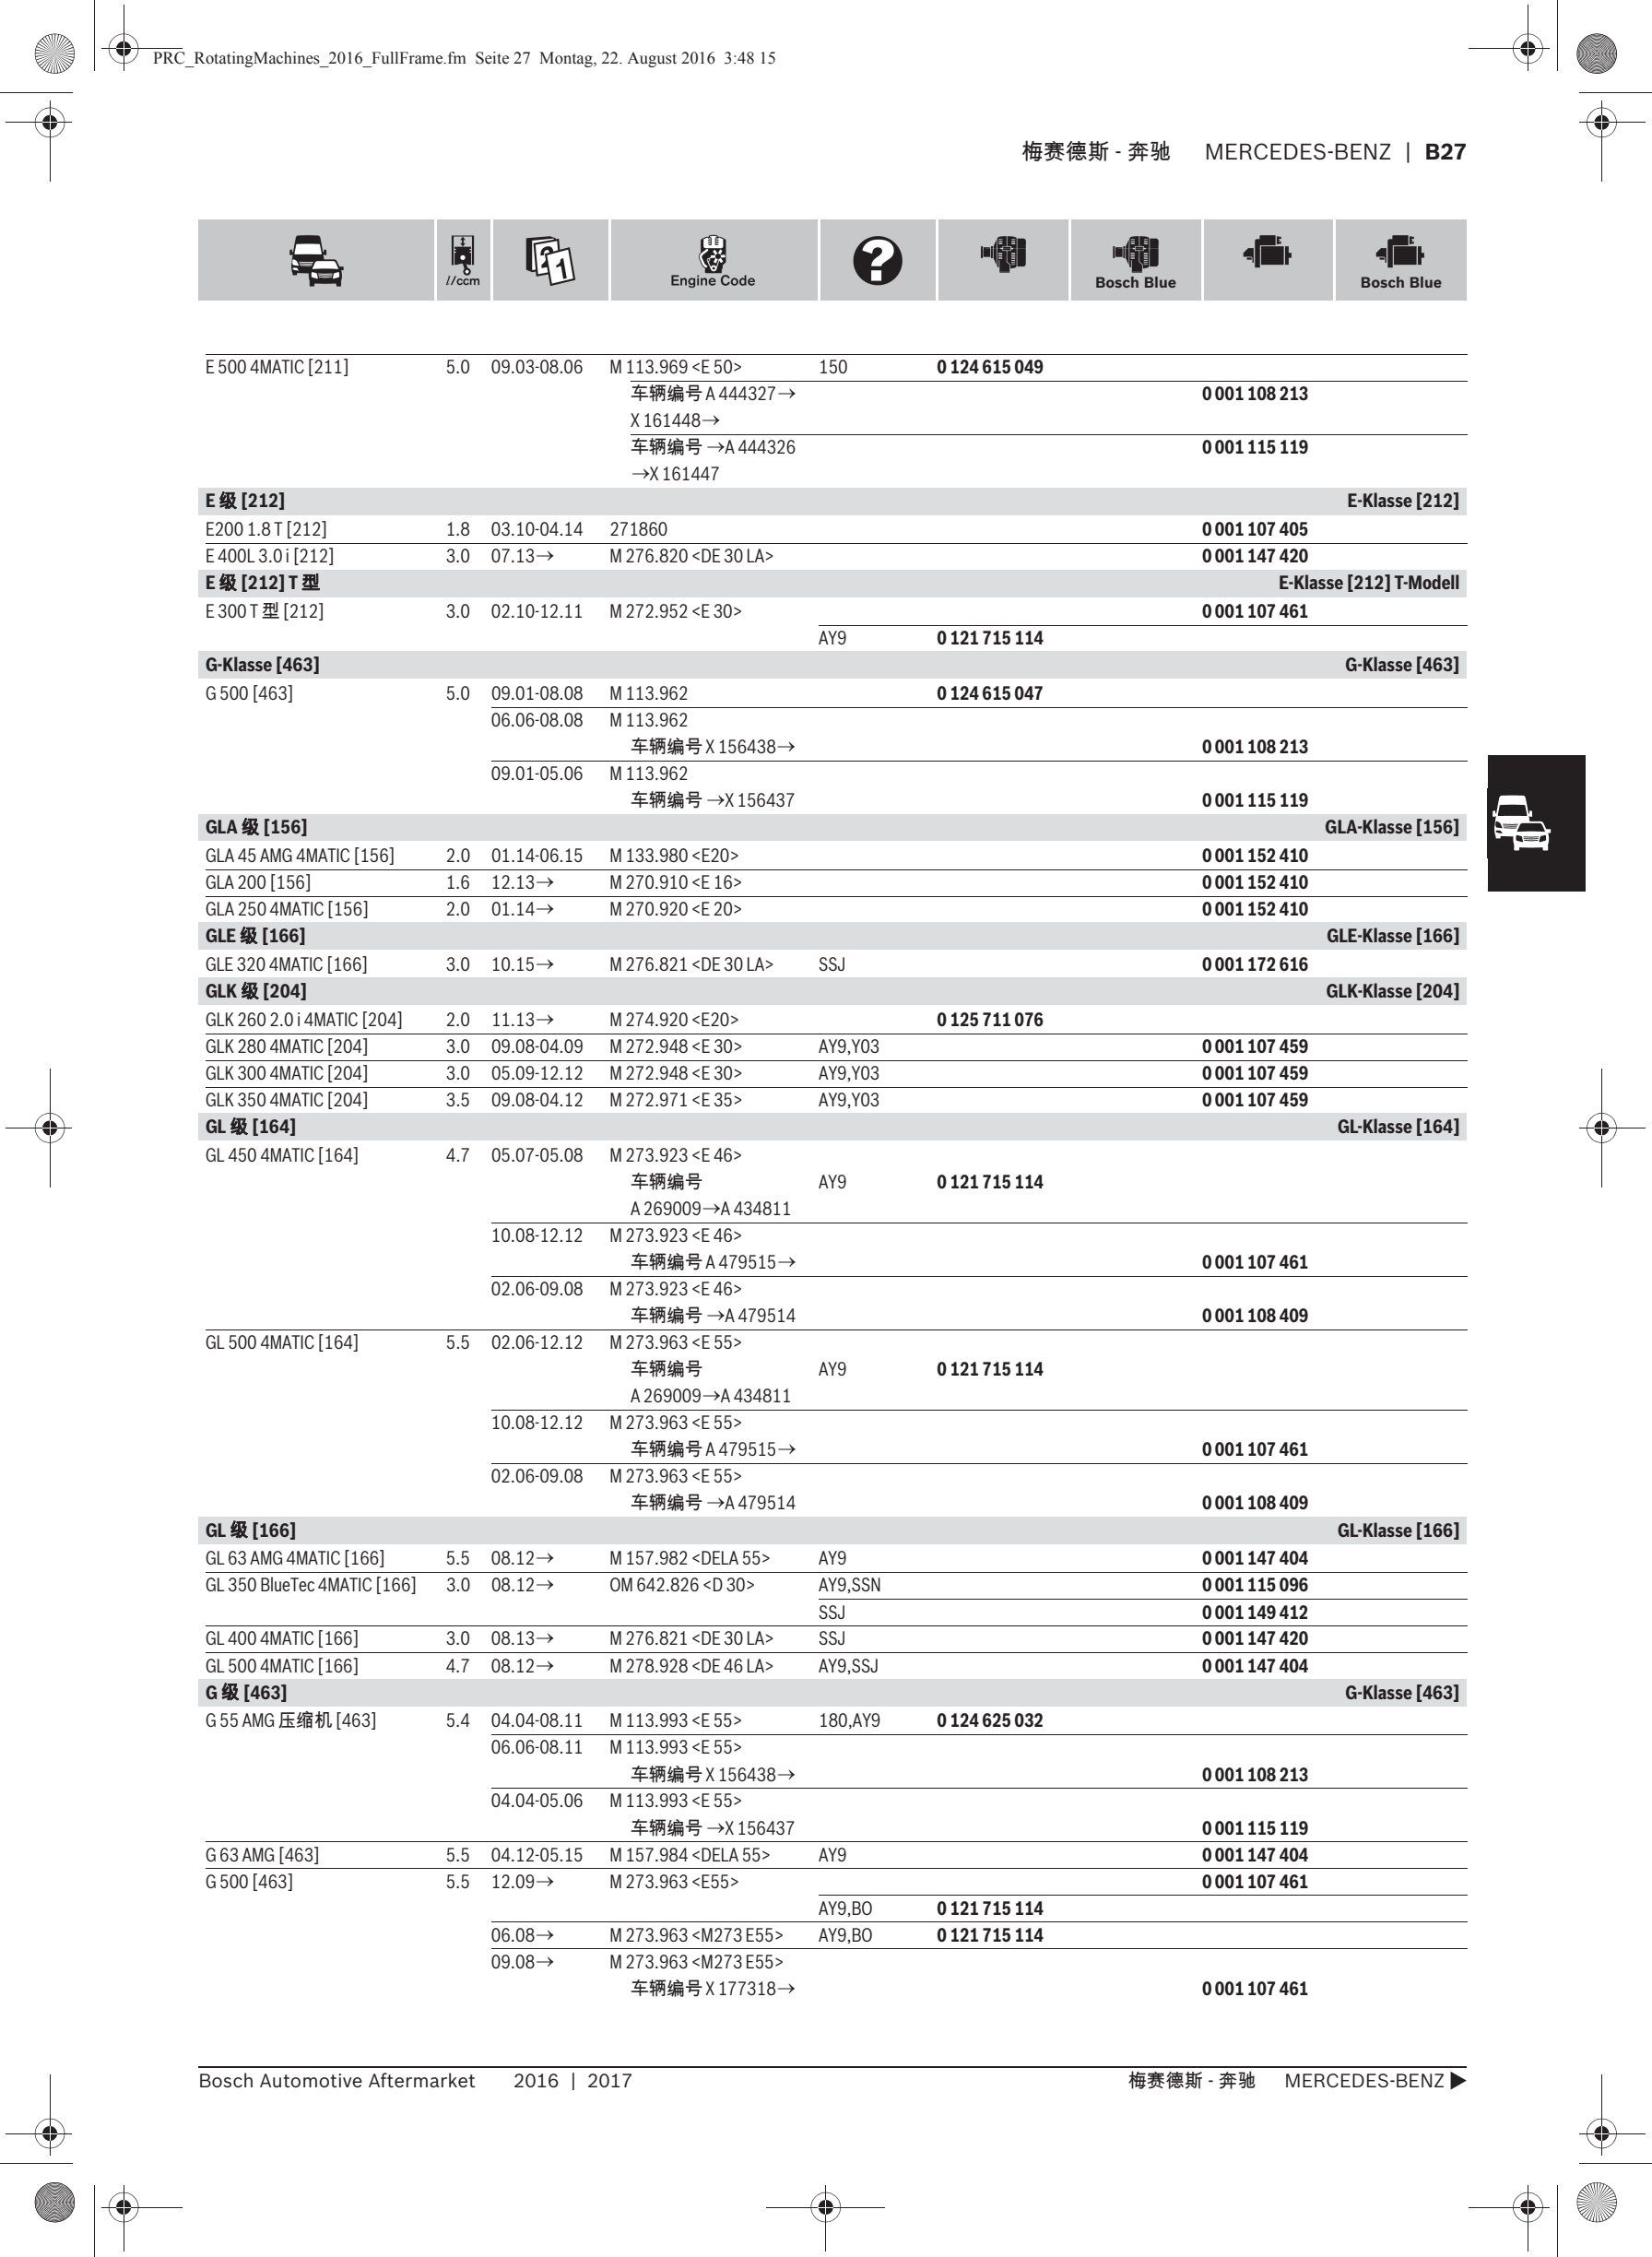 PRC_RotatingMachines_2016_FullFrame.fm Seite 27 Montag, 22. August 2016 3:48 15
梅赛德斯 - 奔驰 MERCEDES-BENZ | B27
l/ccm 2 1 Engine Code ? Bosch Blue Bosch Blue
E 500 4MATIC [211] 5.0 09.03-08.06 M 113.969 <E 50> 150 0 124 615 049
车辆编号 A 444327→ 0 001 108 213
X 161448→
车辆编号 →A 444326 0 001 115 119
→X 161447
E 级 [212] E-Klasse [212]
E200 1.8 T [212] 1.8 03.10-04.14 271860 0 001 107 405
E 400L 3.0 i [212] 3.0 07.13→ M 276.820 <DE 30 LA> 0 001 147 420
E 级 [212] T 型 E-Klasse [212] T-Modell
E 300 T 型 [212] 3.0 02.10-12.11 M 272.952 <E 30> 0 001 107 461
AY9 0 121 715 114
G-Klasse [463] G-Klasse [463]
G 500 [463] 5.0 09.01-08.08 M 113.962 0 124 615 047
06.06-08.08 M 113.962
车辆编号 X 156438→ 0 001 108 213
09.01-05.06 M 113.962
车辆编号 →X 156437 0 001 115 119
GLA 级 [156] GLA-Klasse [156]
GLA 45 AMG 4MATIC [156] 2.0 01.14-06.15 M 133.980 <E20> 0 001 152 410
GLA 200 [156] 1.6 12.13→ M 270.910 <E 16> 0 001 152 410
GLA 250 4MATIC [156] 2.0 01.14→ M 270.920 <E 20> 0 001 152 410
GLE 级 [166] GLE-Klasse [166]
GLE 320 4MATIC [166] 3.0 10.15→ M 276.821 <DE 30 LA> SSJ 0 001 172 616
GLK 级 [204] GLK-Klasse [204]
GLK 260 2.0 i 4MATIC [204] 2.0 11.13→ M 274.920 <E20> 0 125 711 076
GLK 280 4MATIC [204] 3.0 09.08-04.09 M 272.948 <E 30> AY9,Y03 0 001 107 459
GLK 300 4MATIC [204] 3.0 05.09-12.12 M 272.948 <E 30> AY9,Y03 0 001 107 459
GLK 350 4MATIC [204] 3.5 09.08-04.12 M 272.971 <E 35> AY9,Y03 0 001 107 459
GL 级 [164] GL-Klasse [164]
GL 450 4MATIC [164] 4.7 05.07-05.08 M 273.923 <E 46>
车辆编号 AY9 0 121 715 114
A 269009→A 434811
10.08-12.12 M 273.923 <E 46>
车辆编号 A 479515→ 0 001 107 461
02.06-09.08 M 273.923 <E 46>
车辆编号 →A 479514 0 001 108 409
GL 500 4MATIC [164] 5.5 02.06-12.12 M 273.963 <E 55>
车辆编号 AY9 0 121 715 114
A 269009→A 434811
10.08-12.12 M 273.963 <E 55>
车辆编号 A 479515→ 0 001 107 461
02.06-09.08 M 273.963 <E 55>
车辆编号 →A 479514 0 001 108 409
GL 级 [166] GL-Klasse [166]
GL 63 AMG 4MATIC [166] 5.5 08.12→ M 157.982 <DELA 55> AY9 0 001 147 404
GL 350 BlueTec 4MATIC [166] 3.0 08.12→ OM 642.826 <D 30> AY9,SSN 0 001 115 096
SSJ 0 001 149 412
GL 400 4MATIC [166] 3.0 08.13→ M 276.821 <DE 30 LA> SSJ 0 001 147 420
GL 500 4MATIC [166] 4.7 08.12→ M 278.928 <DE 46 LA> AY9,SSJ 0 001 147 404
G 级 [463] G-Klasse [463]
G 55 AMG 压缩机 [463] 5.4 04.04-08.11 M 113.993 <E 55> 180,AY9 0 124 625 032
06.06-08.11 M 113.993 <E 55>
车辆编号 X 156438→ 0 001 108 213
04.04-05.06 M 113.993 <E 55>
车辆编号 →X 156437 0 001 115 119
G 63 AMG [463] 5.5 04.12-05.15 M 157.984 <DELA 55> AY9 0 001 147 404
G 500 [463] 5.5 12.09→ M 273.963 <E55> 0 001 107 461
AY9,BO 0 121 715 114
06.08→ M 273.963 <M273 E55> AY9,BO 0 121 715 114
09.08→ M 273.963 <M273 E55>
车辆编号 X 177318→ 0 001 107 461
Bosch Automotive Aftermarket 2016 | 2017 梅赛德斯 - 奔驰 MERCEDES-BENZ ▶